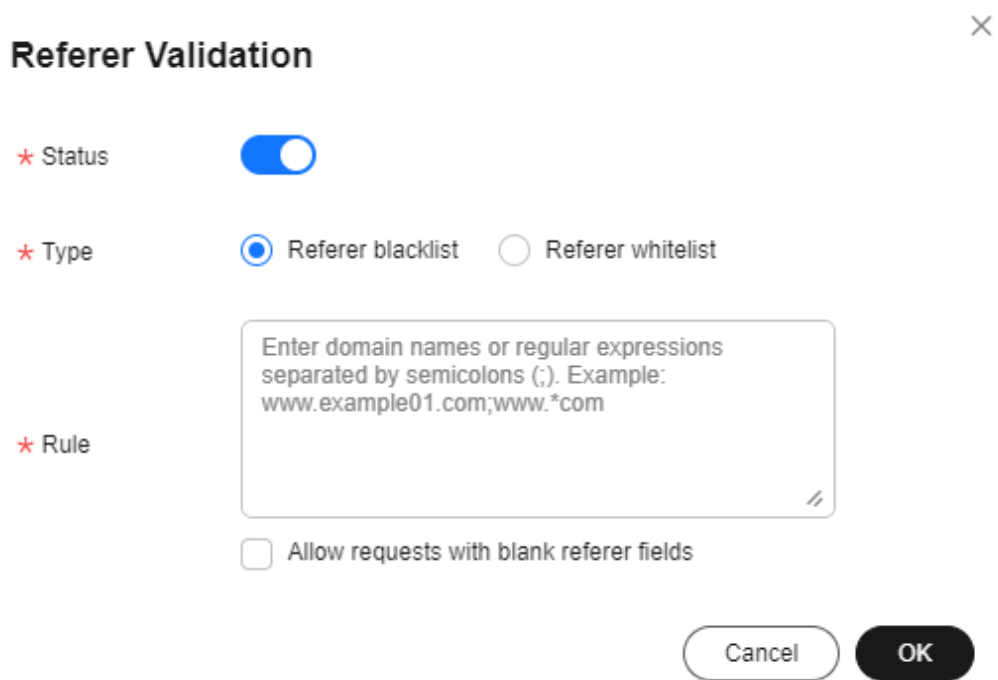 Referer Validation
* Status
* Type
Referer blacklist
Referer whitelist
* Rule
Enter domain names or regular expressions
separated by semicolons (;). Example:
www.example01.com;www.*com
Allow requests with blank referer fields
Cancel
OK